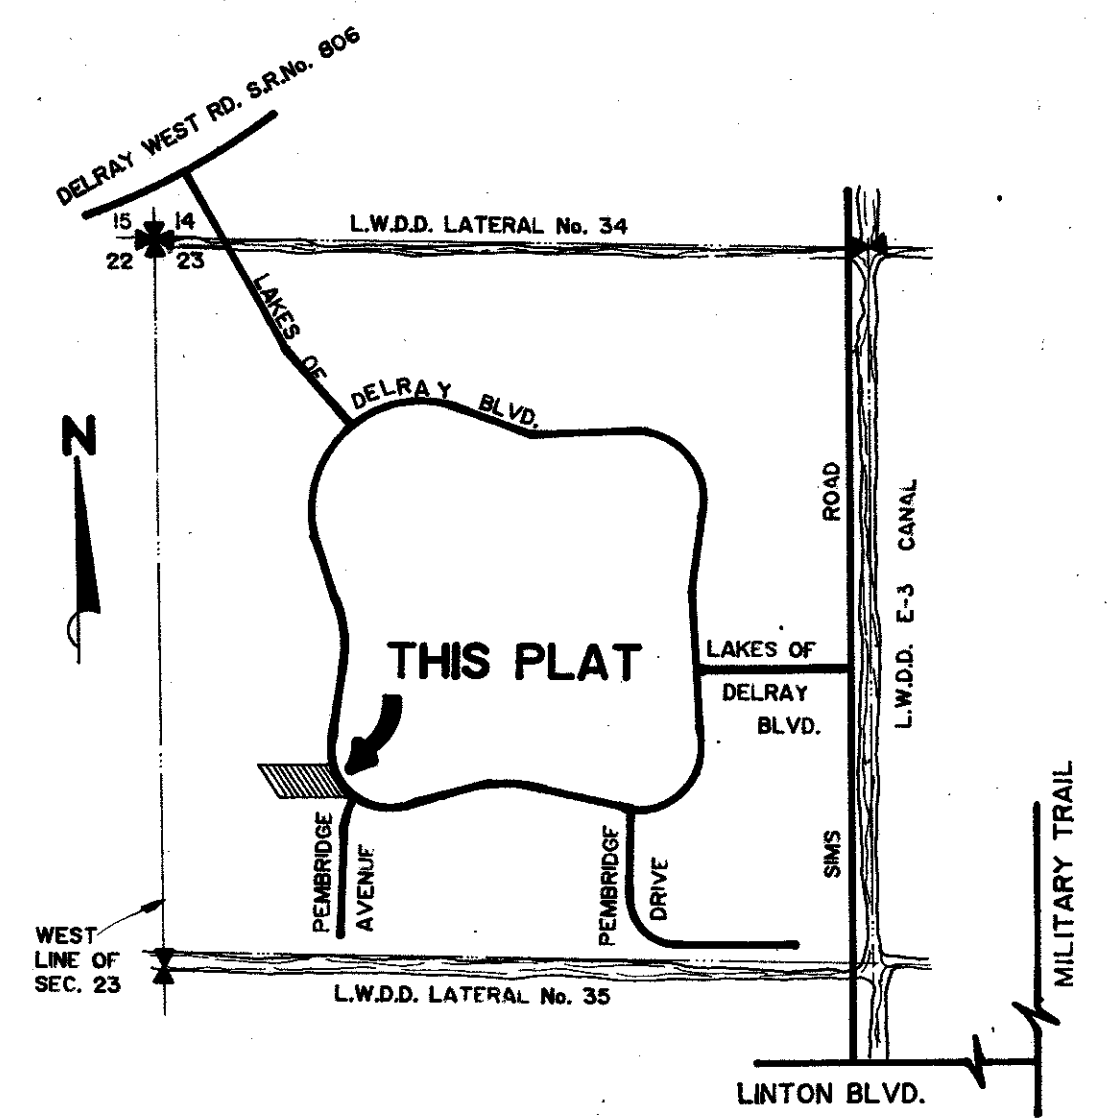 DELRAY WEST RD. S.R.No. 806
15 14
22 23
L.W.D.D. LATERAL No. 34
LAKES OF DELRAY BLVD.
N
ROAD
L.W.D.D. E-3 CANAL
THIS PLAT
LAKES OF
DELRAY
BLVD.
PEMBRIDGE
AVENUE
PEMBRIDGE
DRIVE
SIMS
MILITARY TRAIL
WEST
LINE OF
SEC. 23
L.W.D.D. LATERAL No. 35
LINTON BLVD.